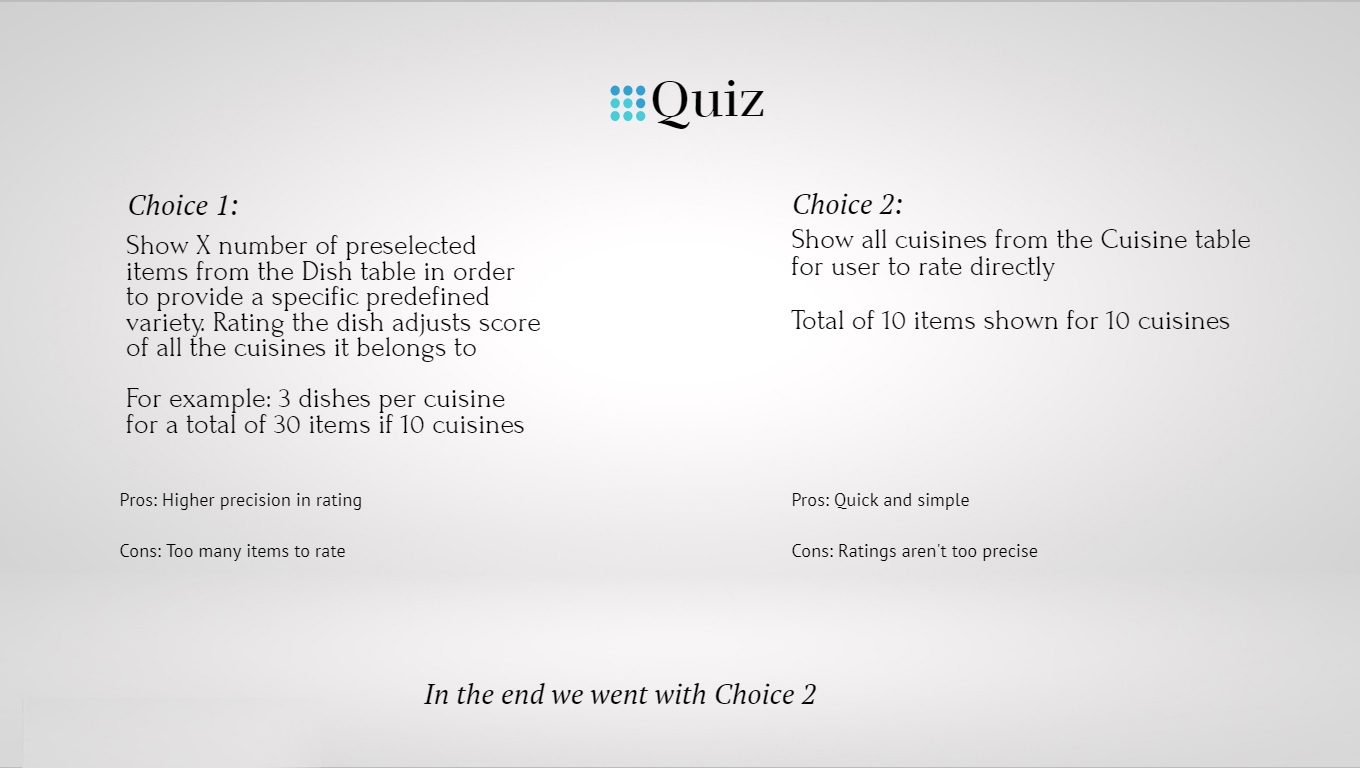 Quiz
Choice 1:
Show X number of preselected
items from the Dish table in order
to provide a specific predefined
variety. Rating the dish adjusts score
of all the cuisines it belongs to
For example: 3 dishes per cuisine
for a total of 30 items if 10 cuisines
Pros: Higher precision in rating
Cons: Too many items to rate
Choice 2:
Show all cuisines from the Cuisine table
for user to rate directly
Total of 10 items shown for 10 cuisines
Pros: Quick and simple
Cons: Ratings aren't too precise
In the end we went with Choice 2